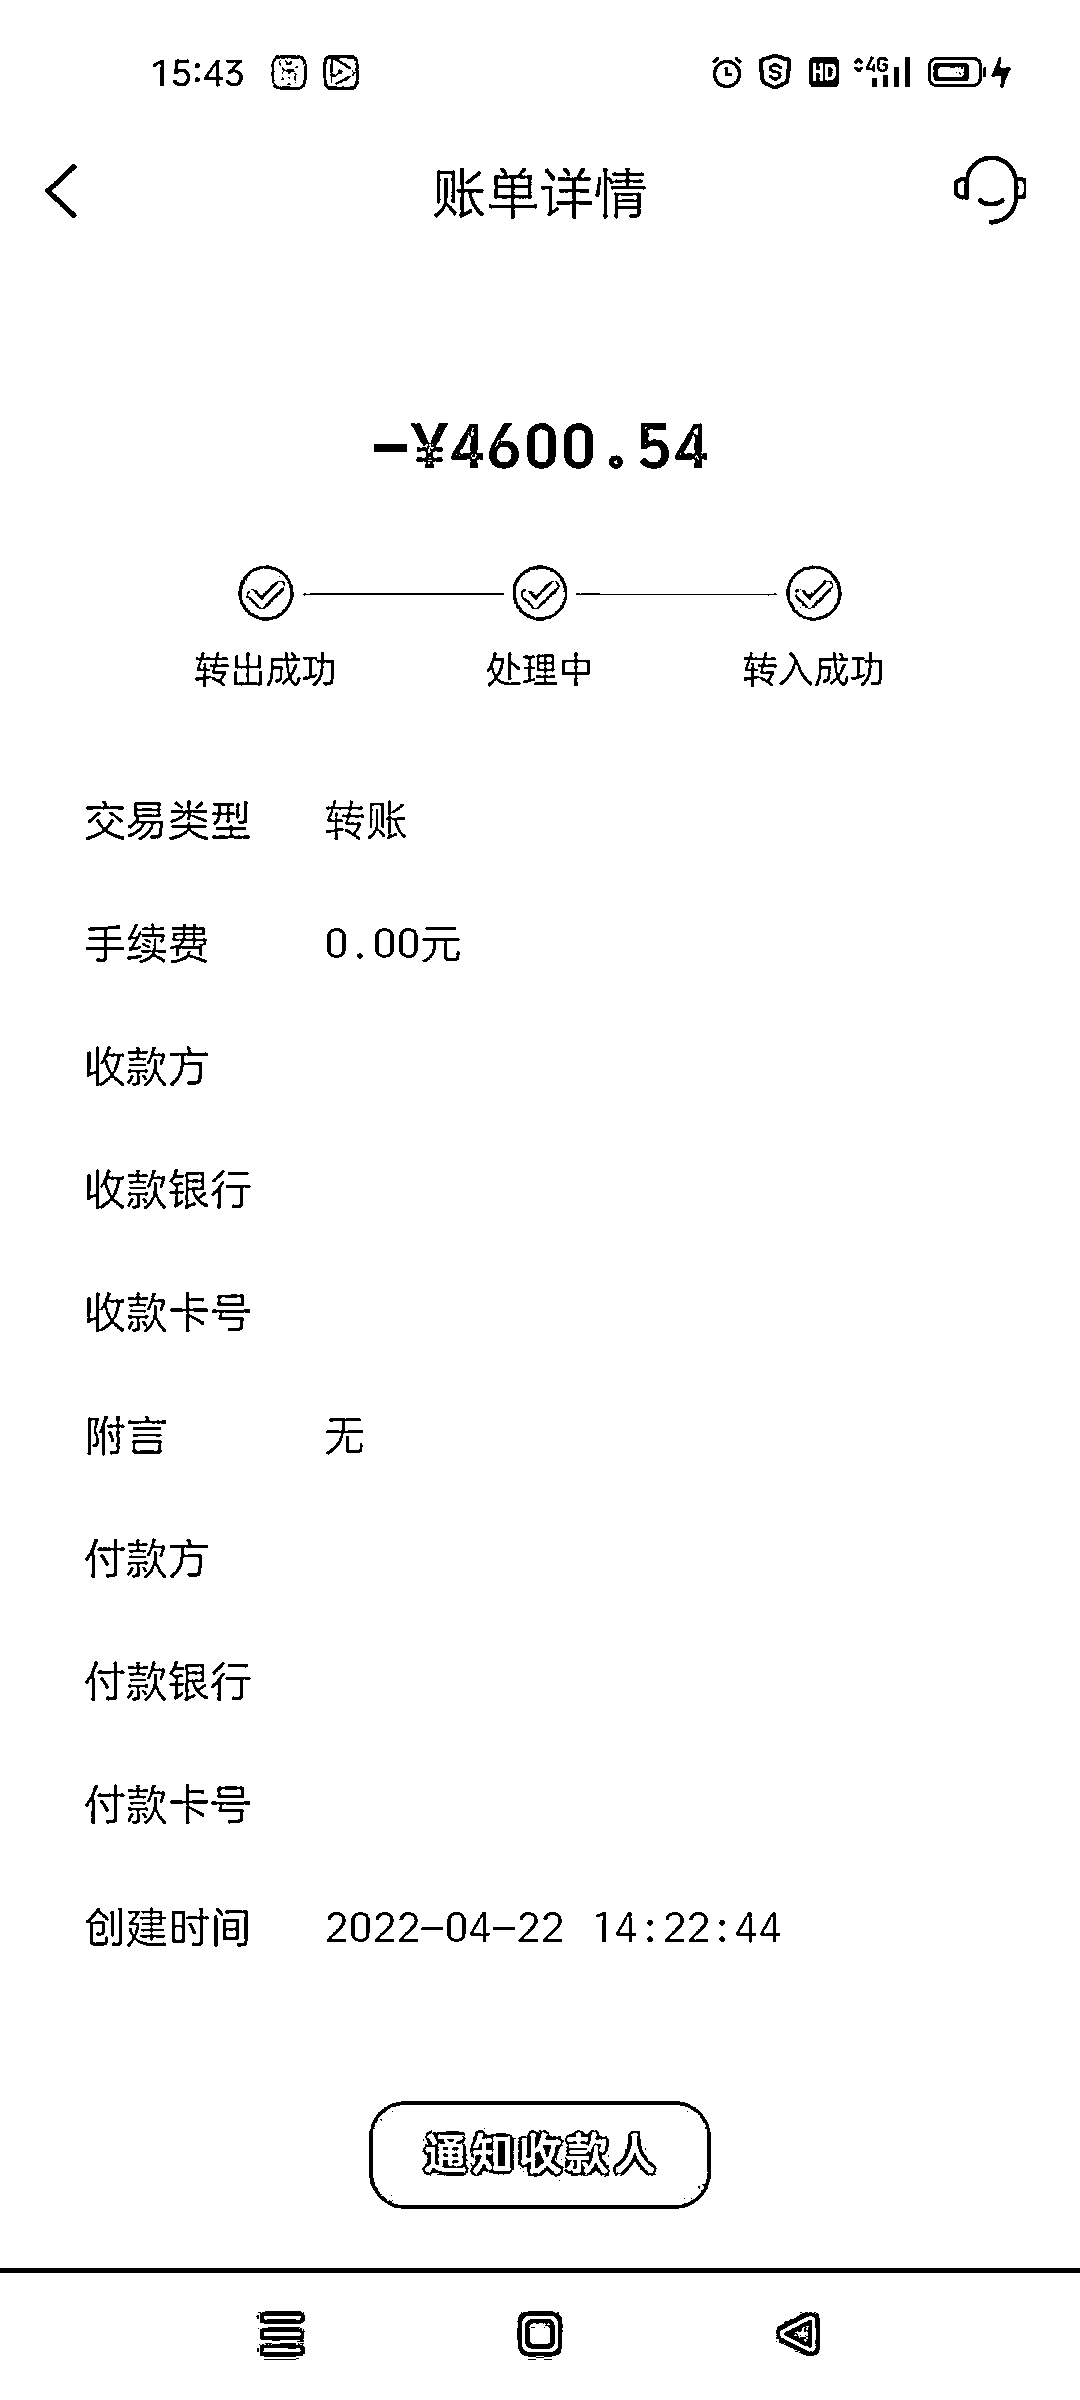 15:43 HD 4G
账单详情
-¥4600.54
转出成功 处理中 转入成功
交易类型 转账
手续费 0.00元
收款方
收款银行
收款卡号
附言 无
付款方
付款银行
付款卡号
创建时间 2022-04-22 14:22:44
通知收款人